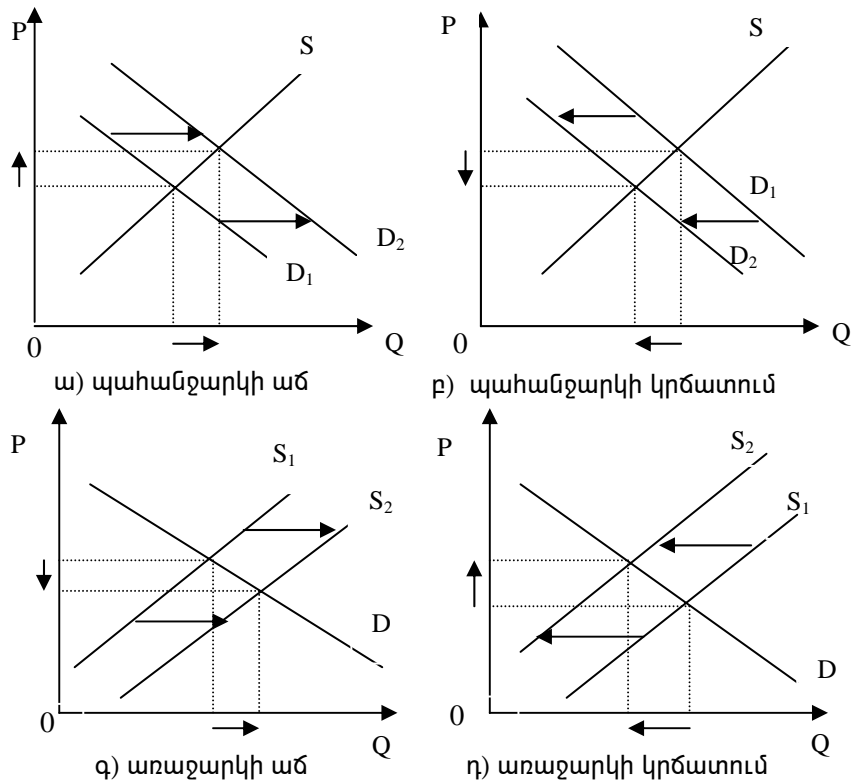 P
S
D₂
D₁
0
Q
ա) պահանջարկի աճ
P
S
D₁
D₂
0
Q
բ) պահանջարկի կրճատում
P
S₁
S₂
D
0
Q
գ) առաջարկի աճ
P
S₂
S₁
D
0
Q
դ) առաջարկի կրճատում